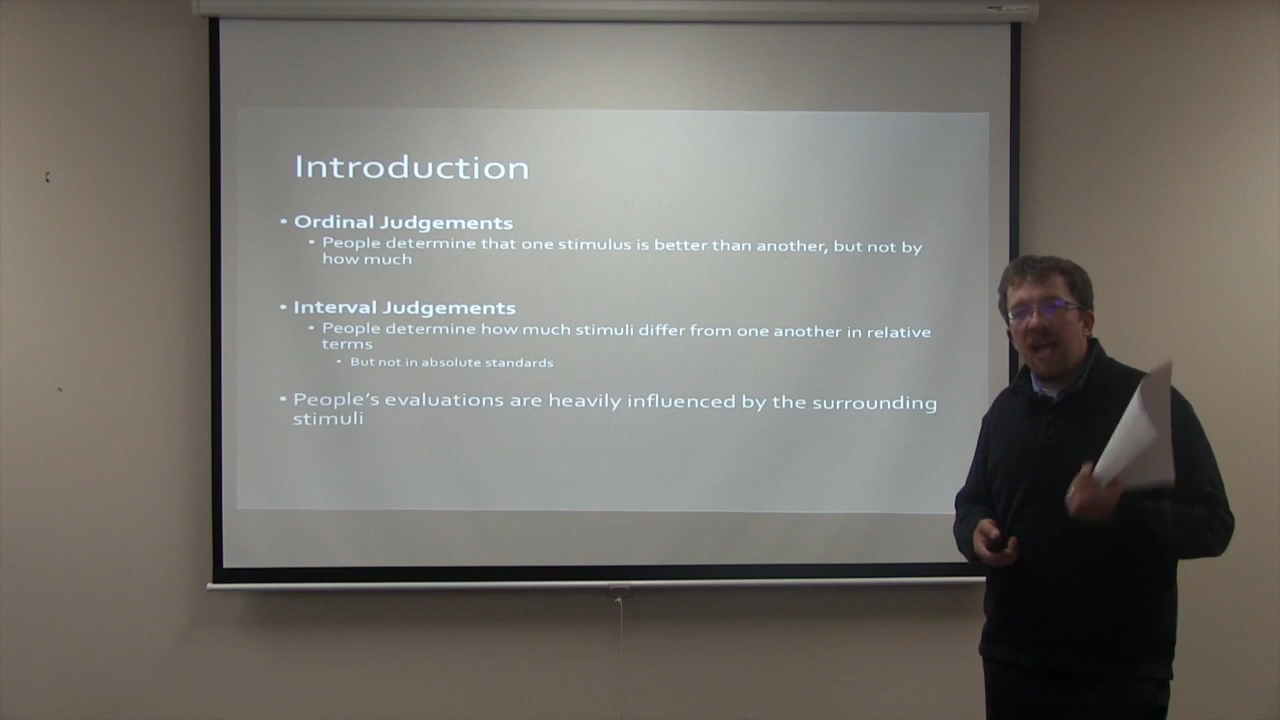 Introduction
• Ordinal Judgements
• People determine that one stimulus is better than another, but not by
how much
• Interval Judgements
• People determine how much stimuli differ from one another in relative
terms
• But not in absolute standards
• People's evaluations are heavily influenced by the surrounding
stimuli